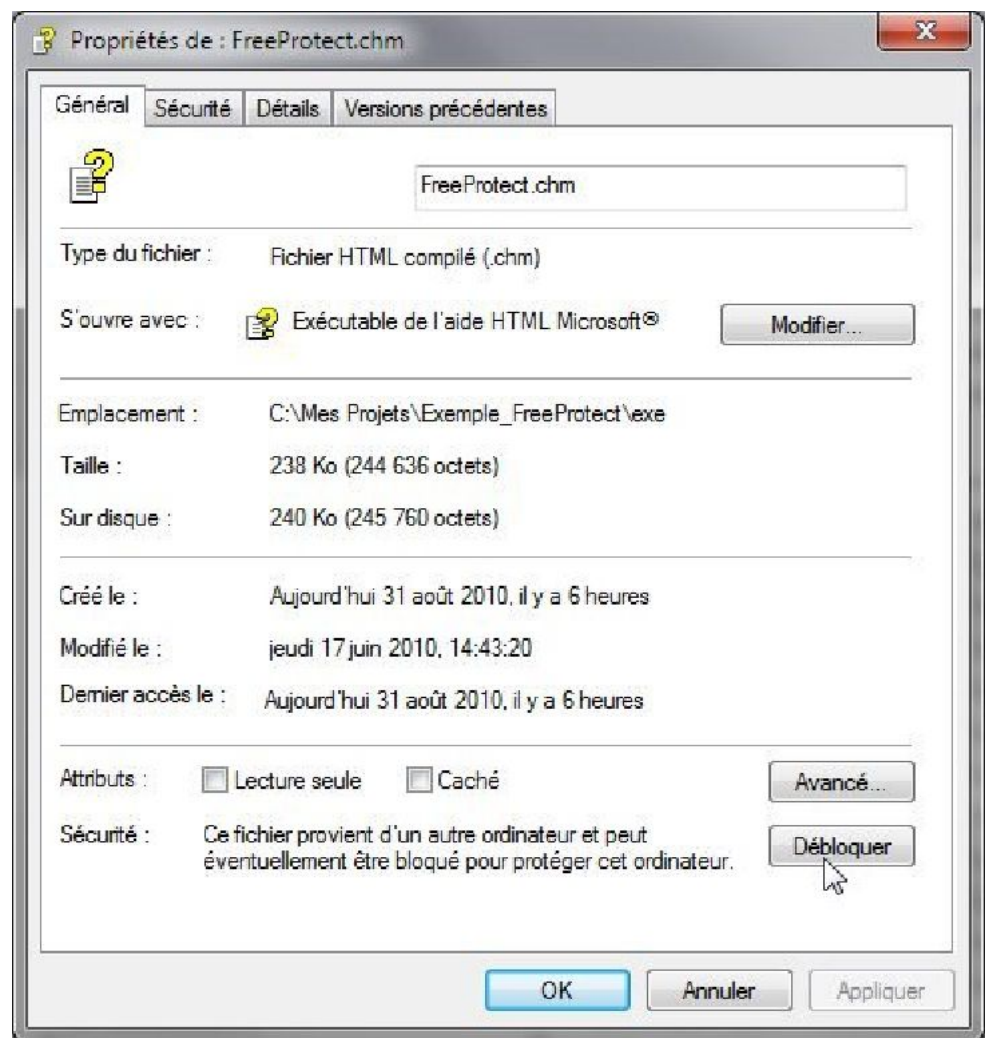 Propriétés de : FreeProtect.chm
x
Général Sécurité Détails Versions précédentes
FreeProtect.chm
Type du fichier : Fichier HTML compilé (.chm)
S'ouvre avec : Exécutable de l'aide HTML Microsoft® Modifier...
Emplacement : C:\Mes Projets\Exemple_FreeProtect\exe
Taille : 238 Ko (244 636 octets)
Sur disque : 240 Ko (245 760 octets)
Créé le : Aujourd'hui 31 août 2010, il y a 6 heures
Modifié le : jeudi 17 juin 2010, 14:43:20
Dernier accès le : Aujourd'hui 31 août 2010, il y a 6 heures
Attributs : Lecture seule Caché Avancé...
Sécurité : Ce fichier provient d'un autre ordinateur et peut
éventuellement être bloqué pour protéger cet ordinateur.
Débloquer
OK Annuler Appliquer